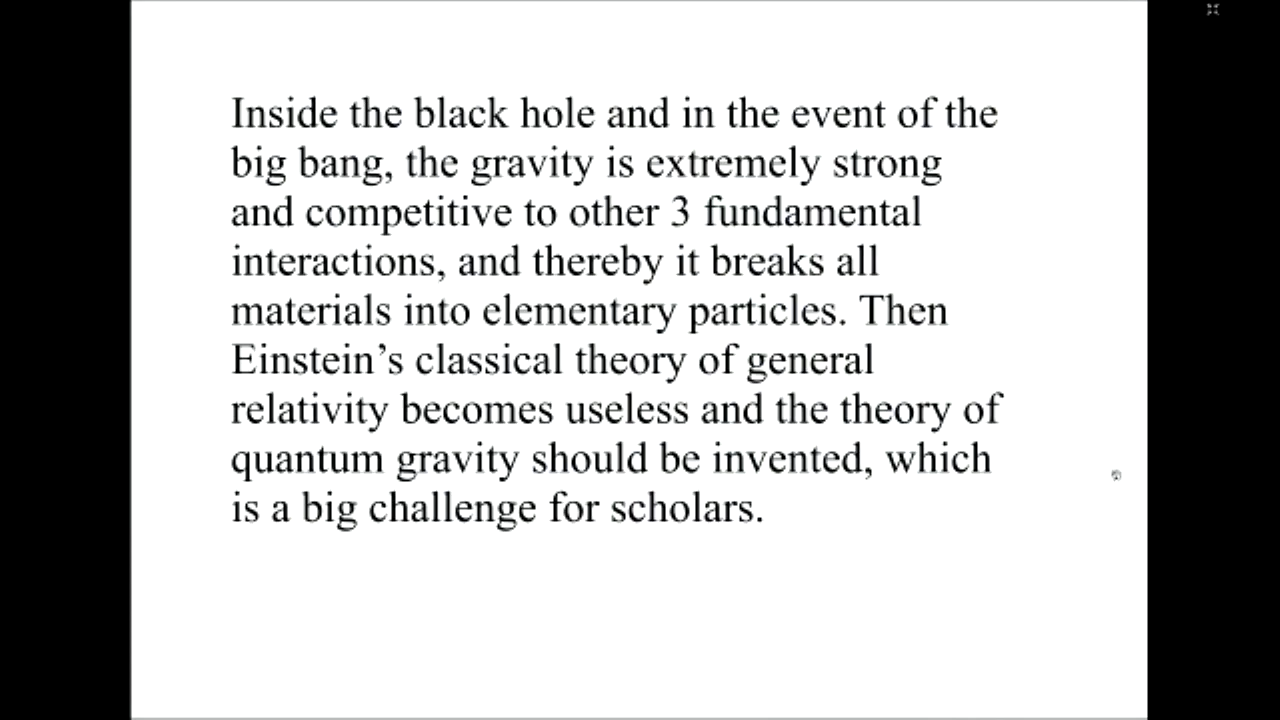 Inside the black hole and in the event of the
big bang, the gravity is extremely strong
and competitive to other 3 fundamental
interactions, and thereby it breaks all
materials into elementary particles. Then
Einstein’s classical theory of general
relativity becomes useless and the theory of
quantum gravity should be invented, which
is a big challenge for scholars.